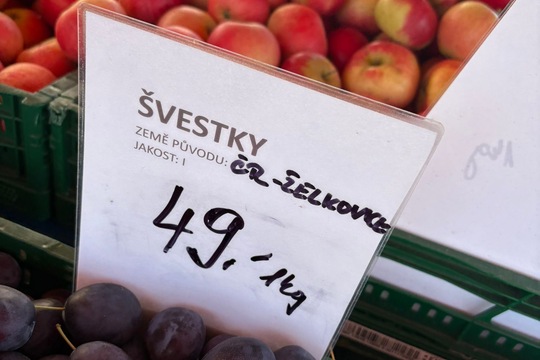 ŠVESTKY
ZEMĚ PŮVODU: ČR-ŽELKOVICE
JAKOST: I
49,- 1kg